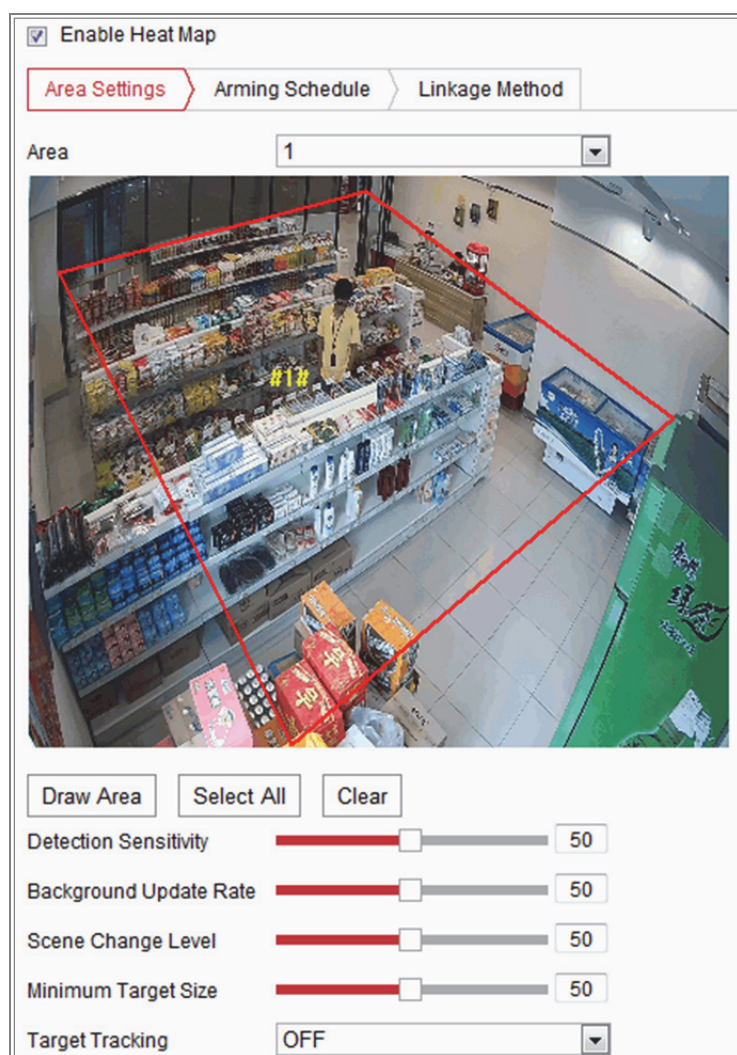 Enable Heat Map
Area Settings
Arming Schedule
Linkage Method
Area
1
#1#
Draw Area
Select All
Clear
Detection Sensitivity
50
Background Update Rate
50
Scene Change Level
50
Minimum Target Size
50
Target Tracking
OFF